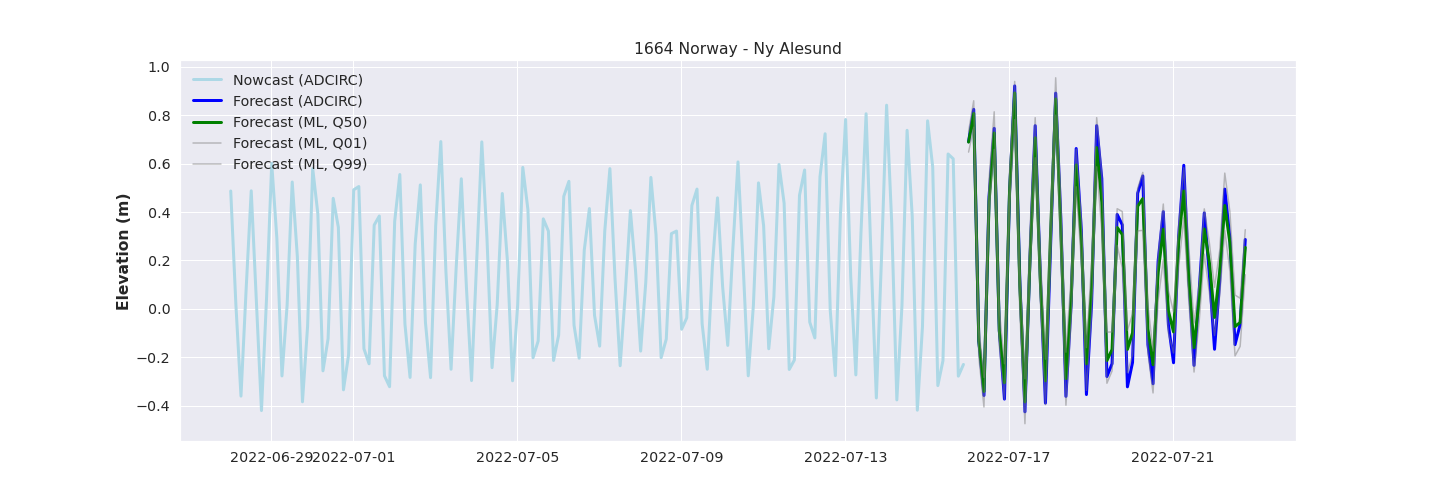 1664 Norway - Ny Alesund
Nowcast (ADCIRC)
Forecast (ADCIRC)
Forecast (ML, Q50)
Forecast (ML, Q01)
Forecast (ML, Q99)
Elevation (m)
1.0
0.8
0.6
0.4
0.2
0.0
−0.2
−0.4
2022-06-29
2022-07-01
2022-07-05
2022-07-09
2022-07-13
2022-07-17
2022-07-21